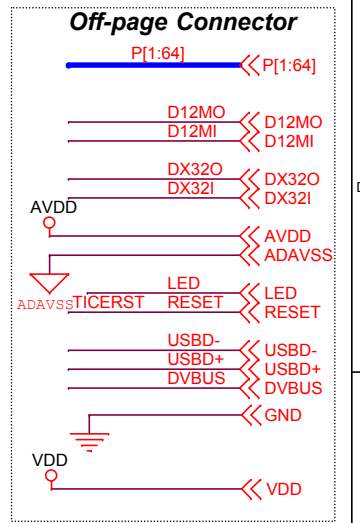 Off-page Connector
P[1:64]
P[1:64]
D12MO
D12MO
D12MI
D12MI
DX32O
DX32O
DX32I
DX32I
AVDD
AVDD
ADAVSS
ADAVSS
LED
LED
TICERST RESET
RESET
USBD-
USBD-
USBD+
USBD+
DVBUS
DVBUS
GND
VDD
VDD